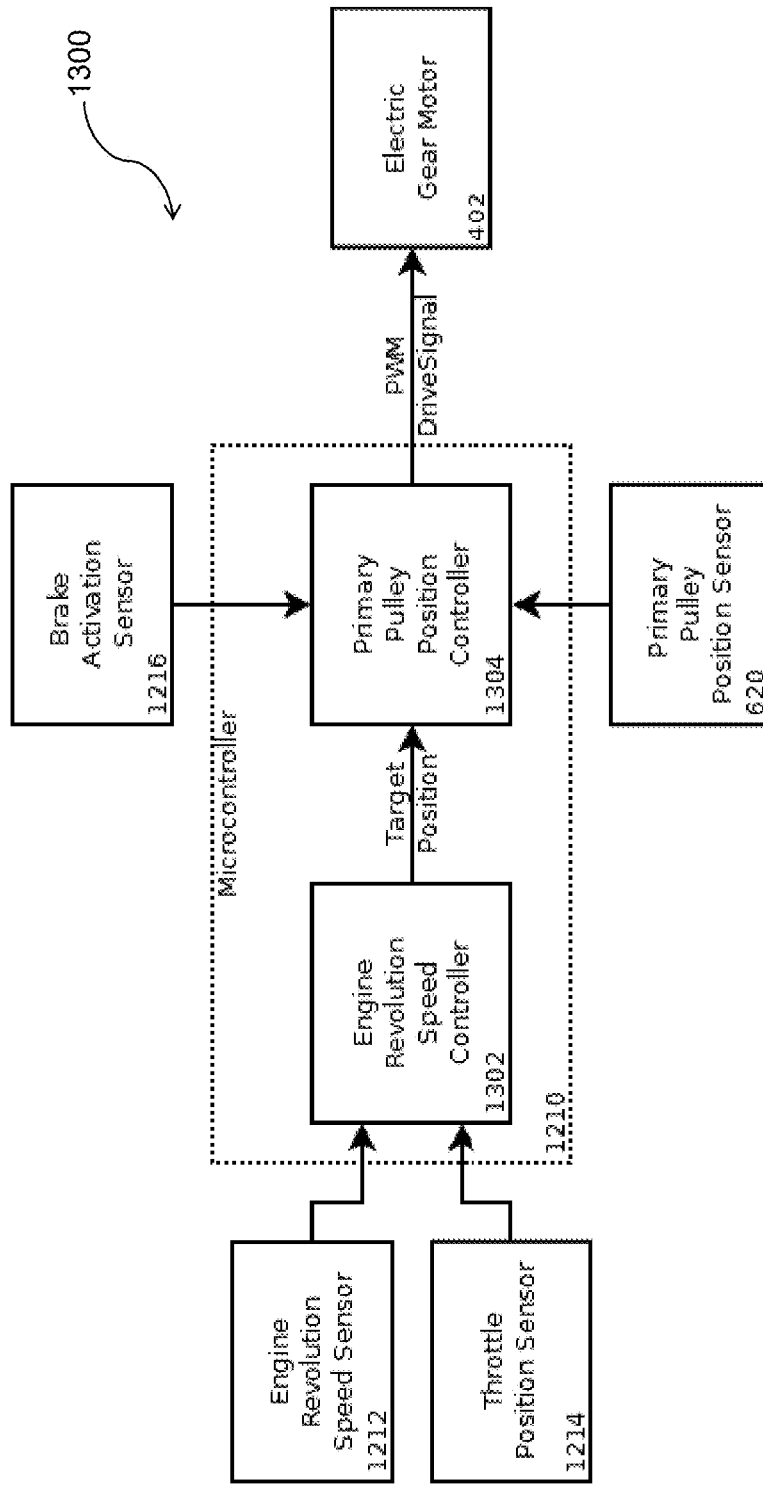 1300
Brake
Activation
Sensor
1216
Microcontroller
Engine
Revolution
Speed Sensor
1212
Throttle
Position Sensor
1214
Engine
Revolution
Speed
Controller
1302
1210
Target
Position
Primary
Pulley
Position
Controller
1304
PWM
DriveSignal
Electric
Gear Motor
402
Primary
Pulley
Position Sensor
620